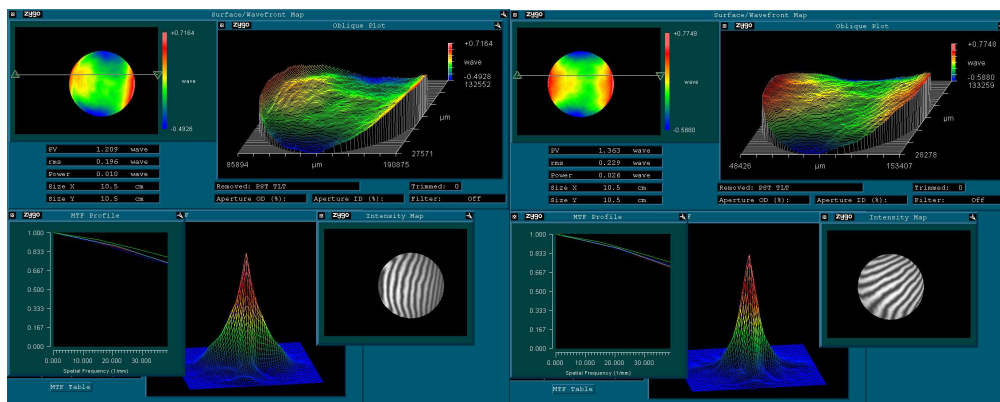 zygo Surface/Wavefront Map
zygo Oblique Plot
+0.7164
wave
-0.4928
+0.7164
wave
-0.4928
132552
µm
27571
85894 µm 190875
PV 1.209 wave
rms 0.196 wave
Power 0.010 wave
Size X 10.5 cm
Size Y 10.5 cm
Removed: PST TLT Trimmed: 0
Aperture OD (%): Aperture ID (%): Filter: Off
zygo MTF Profile
1.000
0.833
0.667
0.500
0.333
0.167
0.000
0.000 10.000 20.000 30.000
Spatial Frequency (1/mm)
MTF Table
F
zygo Intensity Map
zygo Surface/Wavefront Map
zygo Oblique Plot
+0.7748
wave
-0.5880
+0.7748
wave
-0.5880
133259
µm
28278
48426 µm 153407
PV 1.363 wave
rms 0.229 wave
Power 0.026 wave
Size X 10.5 cm
Size Y 10.5 cm
Removed: PST TLT Trimmed: 0
Aperture OD (%): Aperture ID (%): Filter: Off
zygo MTF Profile
1.000
0.833
0.667
0.500
0.333
0.167
0.000
0.000 10.000 20.000 30.000
Spatial Frequency (1/mm)
MTF Table
F
zygo Intensity Map